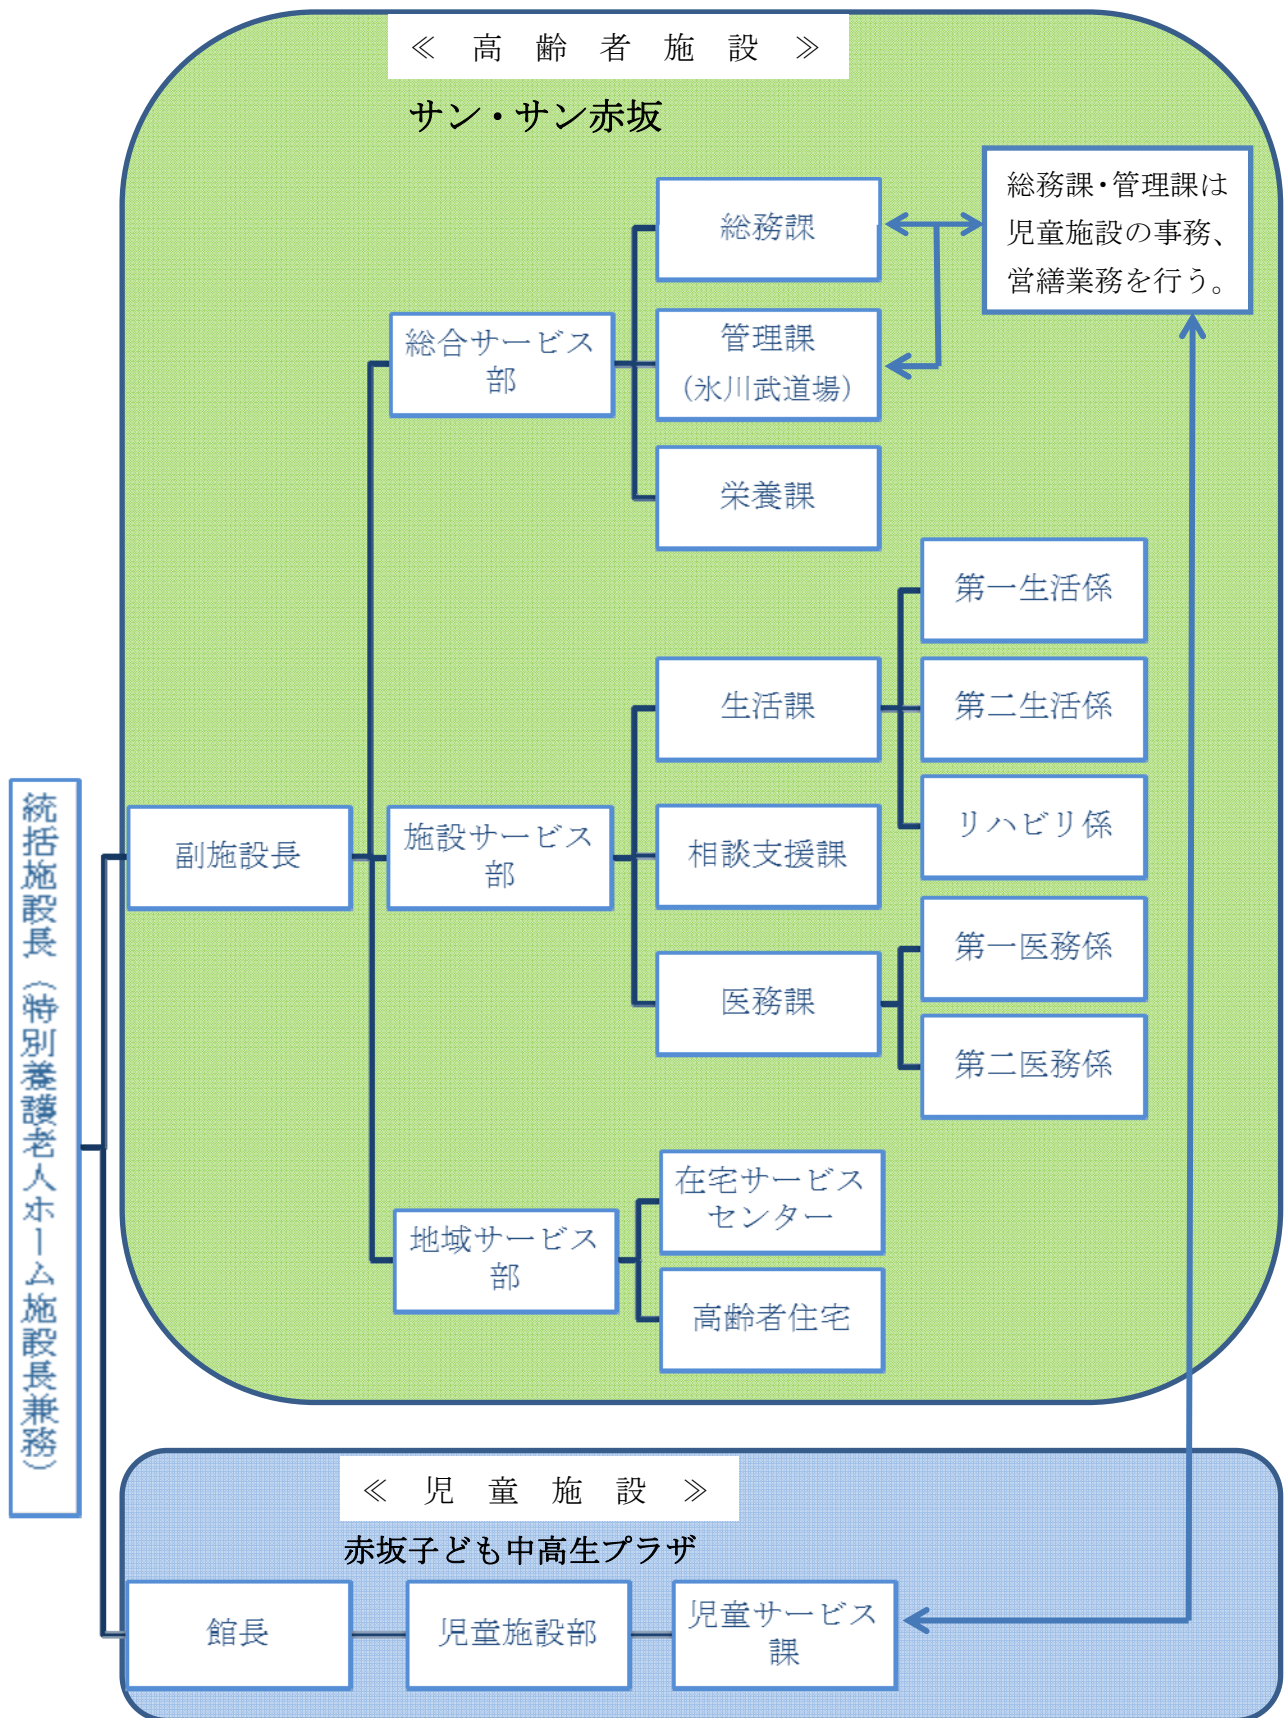 ≪ 高 齢 者 施 設 ≫
サン・サン赤坂
総務課
総務課・管理課は
児童施設の事務、
営繕業務を行う。
総合サービス
部
管理課
（氷川武道場）
栄養課
第一生活係
生活課
第二生活係
リハビリ係
統括施設長（特別養護老人ホーム施設長兼務）
副施設長
施設サービス
部
相談支援課
第一医務係
医務課
第二医務係
地域サービス
部
在宅サービス
センター
高齢者住宅
≪ 児 童 施 設 ≫
赤坂子ども中高生プラザ
館長
児童施設部
児童サービス
課